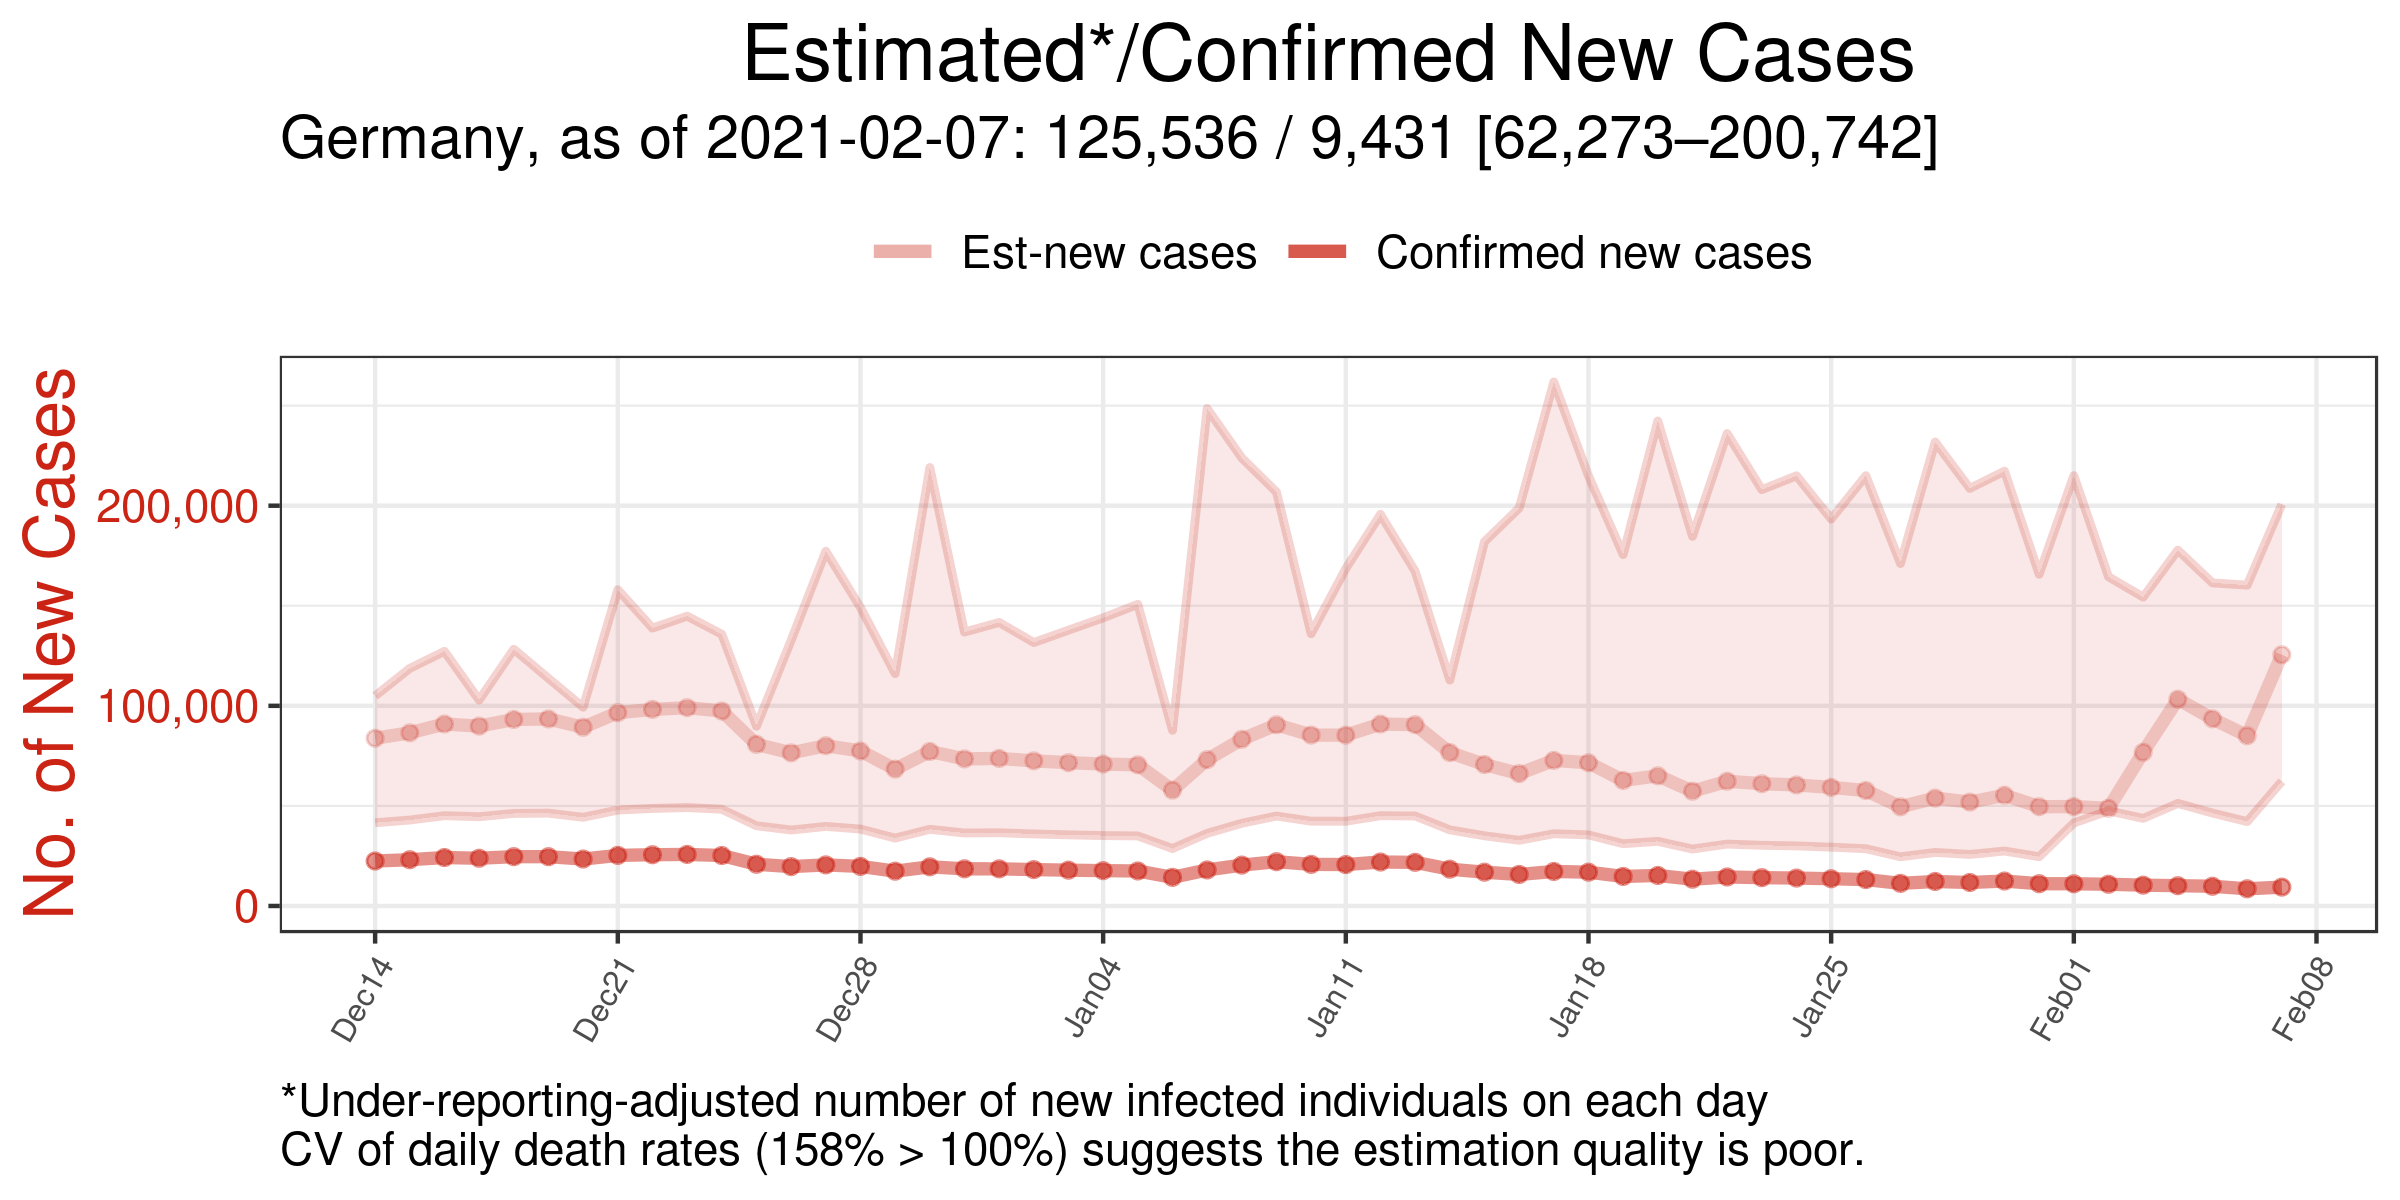 Estimated*/Confirmed New Cases
Germany, as of 2021-02-07: 125,536 / 9,431 [62,273–200,742]
Est-new cases
Confirmed new cases
No. of New Cases
200,000
100,000
0
Dec14
Dec21
Dec28
Jan04
Jan11
Jan18
Jan25
Feb01
Feb08
*Under-reporting-adjusted number of new infected individuals on each day
CV of daily death rates (158% > 100%) suggests the estimation quality is poor.